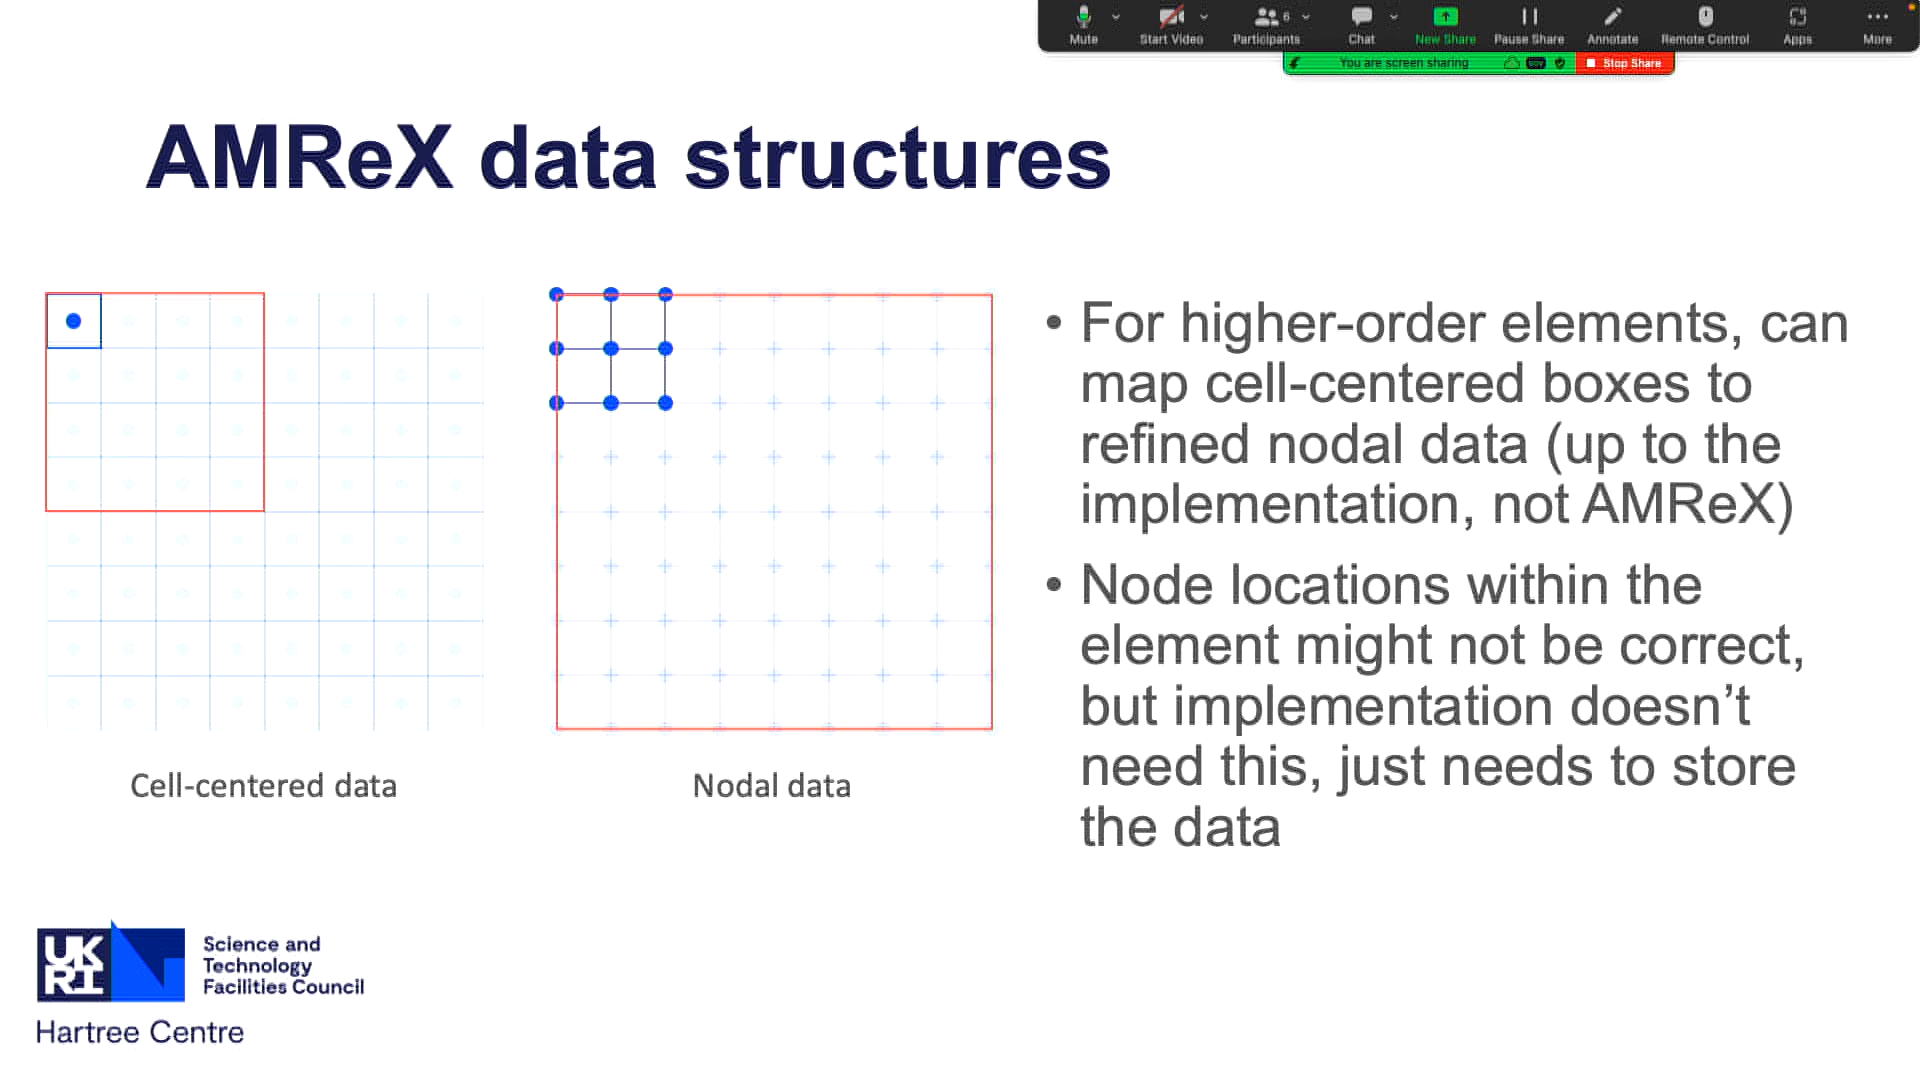 Mute
Start Video
6
Participants
Chat
New Share
Pause Share
Annotate
Remote Control
Apps
More
You are screen sharing
Stop Share
AMReX data structures
• For higher-order elements, can
map cell-centered boxes to
refined nodal data (up to the
implementation, not AMReX)
• Node locations within the
element might not be correct,
but implementation doesn’t
need this, just needs to store
the data
Cell-centered data
Nodal data
UK
RI
Science and
Technology
Facilities Council
Hartree Centre